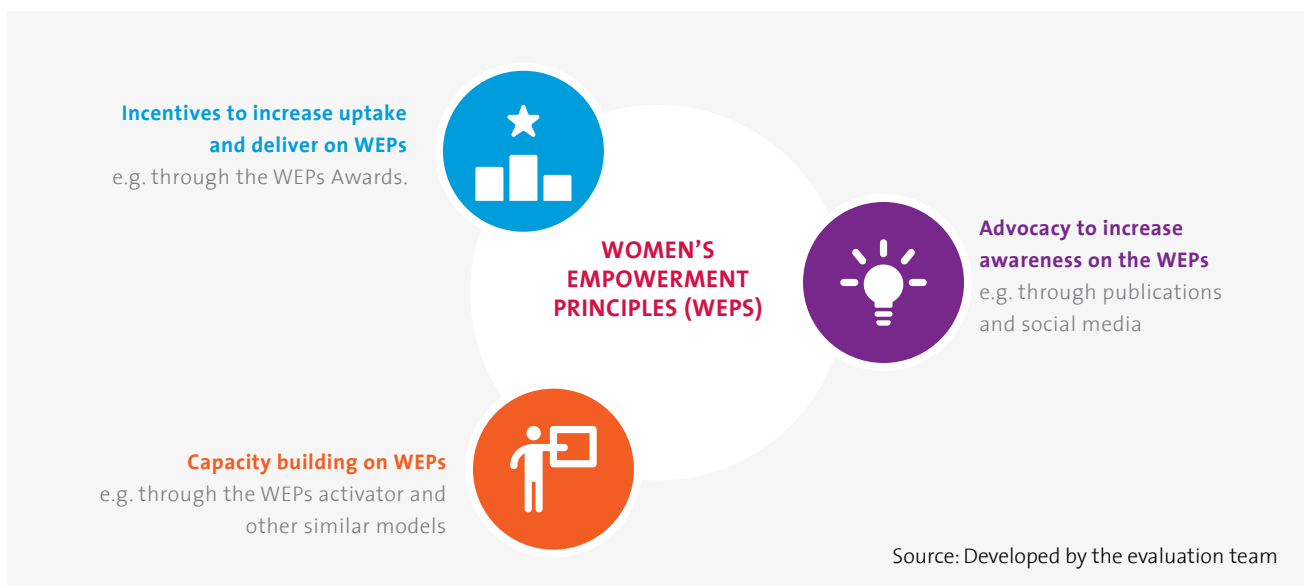 Incentives to increase uptake
and deliver on WEPs
e.g. through the WEPs Awards.
WOMEN’S
EMPOWERMENT
PRINCIPLES (WEPS)
Advocacy to increase
awareness on the WEPs
e.g. through publications
and social media
Capacity building on WEPs
e.g. through the WEPs activator and
other similar models
Source: Developed by the evaluation team